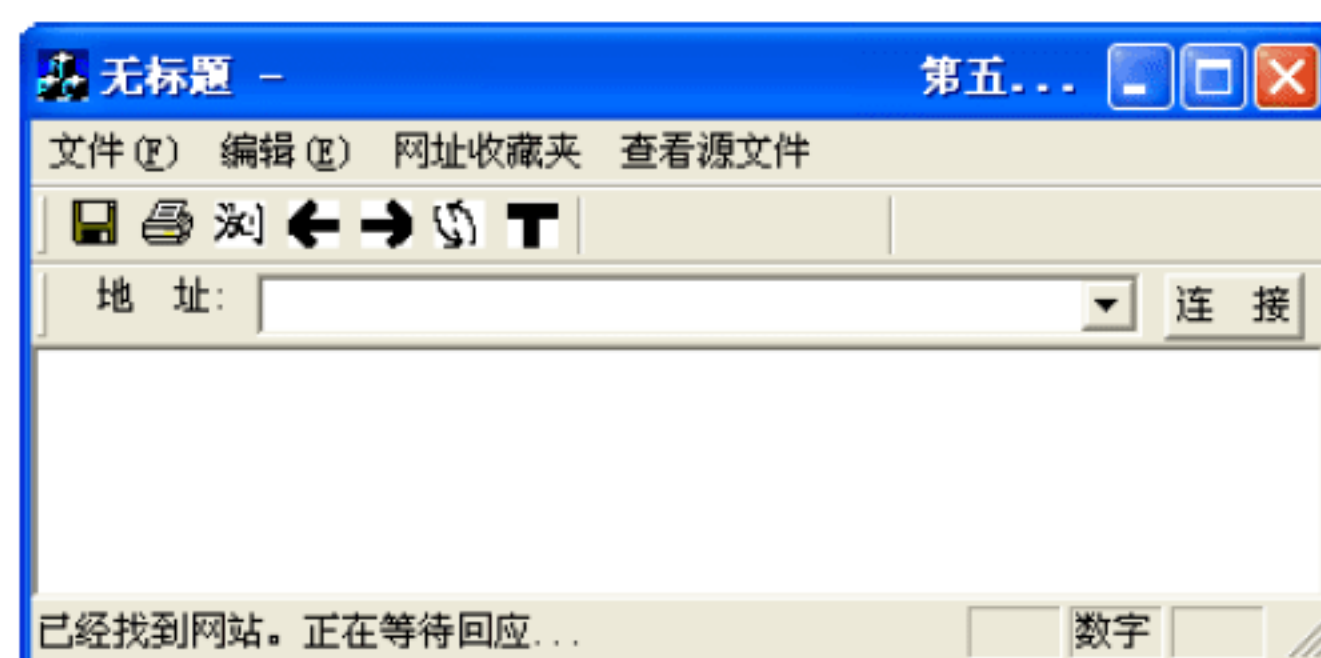 无标题 - 第五...
文件(F) 编辑(E) 网址收藏夹 查看源文件
地 址: 连 接
已经找到网站。正在等待回应... 数字